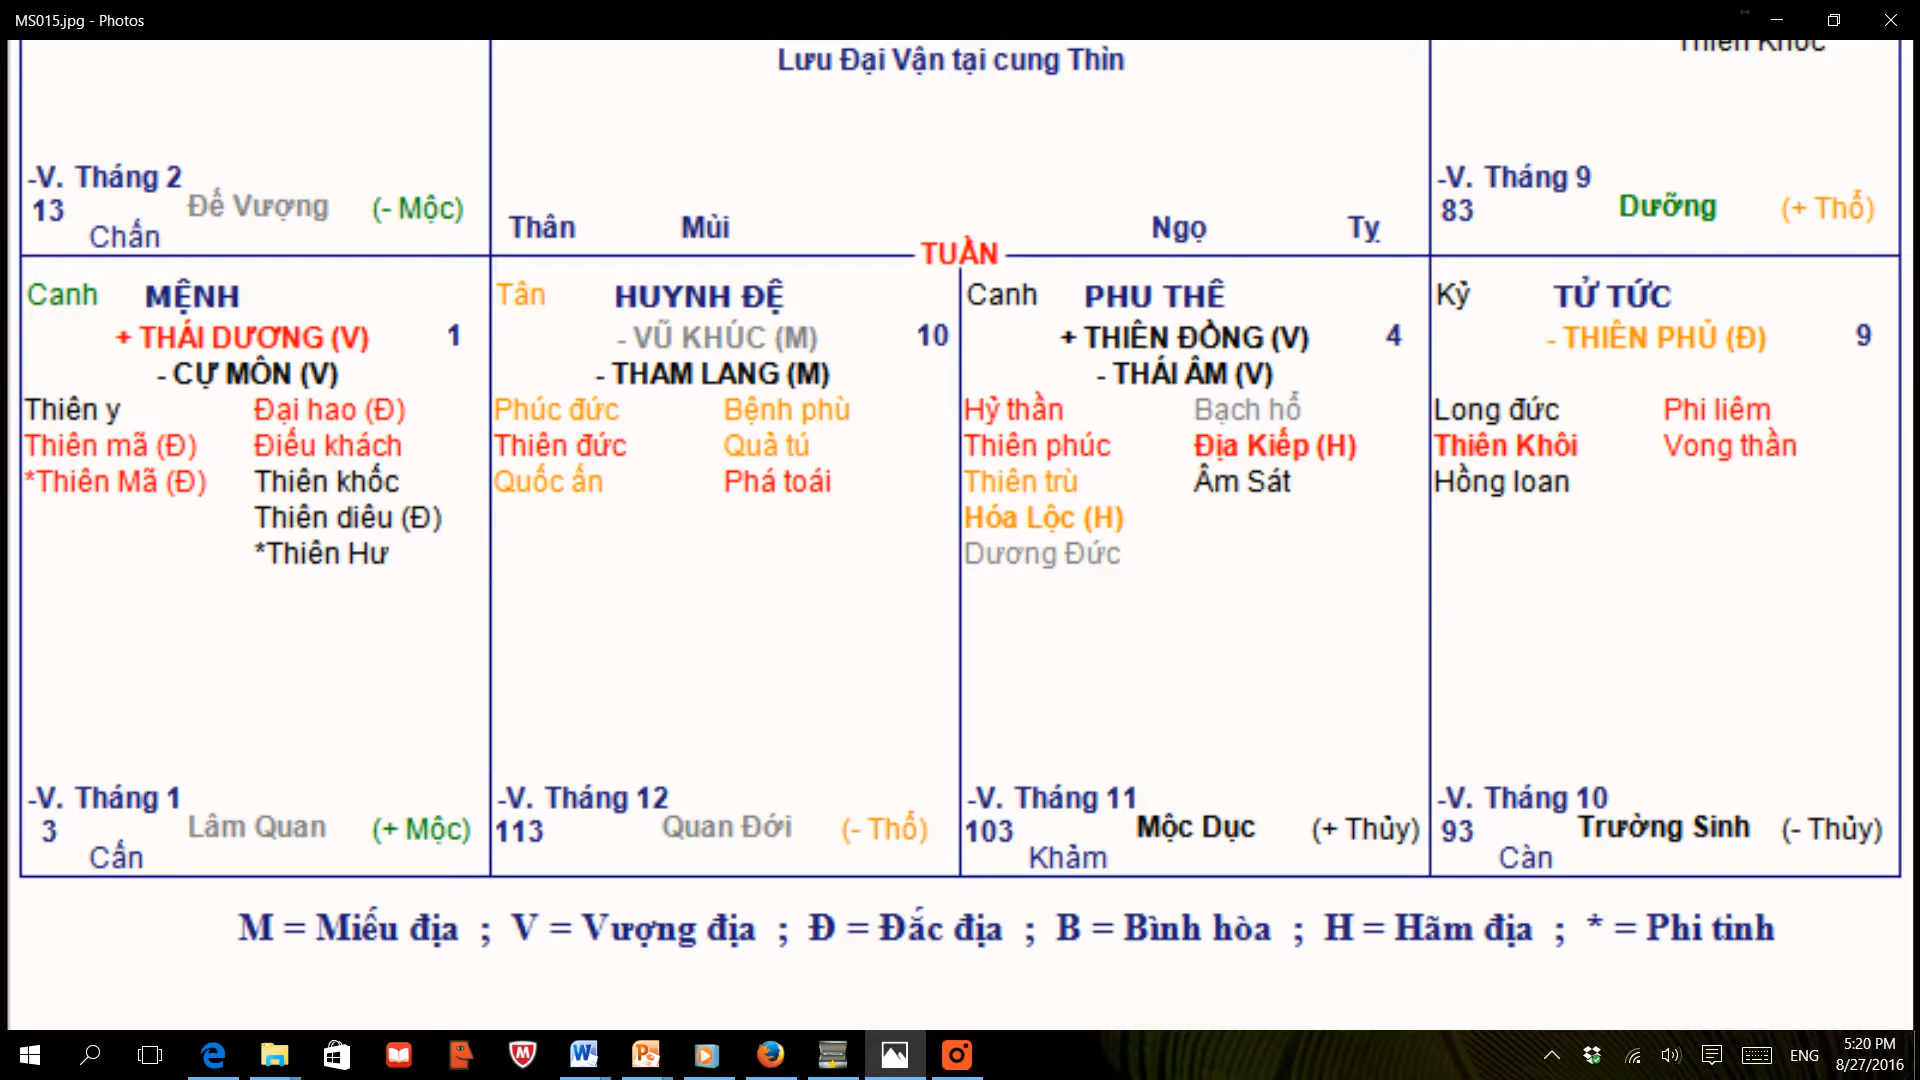 MS015.jpg - Photos
Lưu Đại Vận tại cung Thìn
Thiên Khốc
-V. Tháng 2
13
Đế Vượng
(- Mộc)
Chấn
Thân Mùi Ngọ Tỵ
-V. Tháng 9
83
Dưỡng
(+ Thổ)
TUẦN
Canh MỆNH
+ THÁI DƯƠNG (V) 1
- CỰ MÔN (V)
Thiên y Đại hao (Đ)
Thiên mã (Đ) Điếu khách
*Thiên Mã (Đ) Thiên khốc
Thiên diêu (Đ)
*Thiên Hư
-V. Tháng 1
3 Lâm Quan (+ Mộc)
Cấn
Tân HUYNH ĐỆ
- VŨ KHÚC (M) 10
- THAM LANG (M)
Phúc đức Bệnh phù
Thiên đức Quả tú
Quốc ấn Phá toái
-V. Tháng 12
113 Quan Đới (- Thổ)
Canh PHU THÊ
+ THIÊN ĐỒNG (V) 4
- THÁI ÂM (V)
Hỷ thần Bạch hổ
Thiên phúc Địa Kiếp (H)
Thiên trù Âm Sát
Hóa Lộc (H)
Dương Đức
-V. Tháng 11
103 Mộc Dục (+ Thủy)
Khảm
Kỷ TỬ TỨC
- THIÊN PHỦ (Đ) 9
Long đức Phi liêm
Thiên Khôi Vong thần
Hồng loan
-V. Tháng 10
93 Trường Sinh (- Thủy)
Càn
M = Miếu địa ; V = Vượng địa ; Đ = Đắc địa ; B = Bình hòa ; H = Hãm địa ; * = Phi tinh
ENG
5:20 PM
8/27/2016